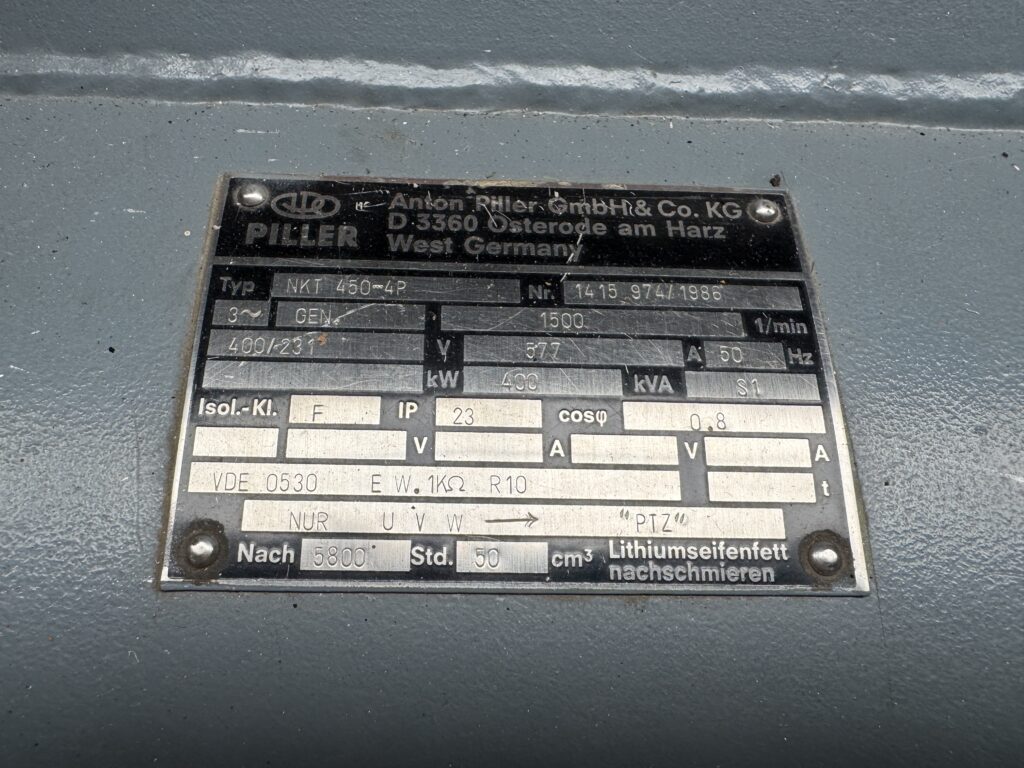 PILLER
Anton Piller GmbH & Co. KG
D 3360 Osterode am Harz
West Germany
Typ NKT 450-4P Nr. 1415 974/1986
3~ GEN. 1500 1/min
400/231 V 577 A 50 Hz
- kW 400 kVA S1
Isol.-Kl. F IP 23 cosφ 0.8
V A V A
VDE 0530 E W.1KΩ R10 t
NUR U V W → "PTZ"
Nach 5800 Std. 50 cm³ Lithiumseifenfett
nachschmieren